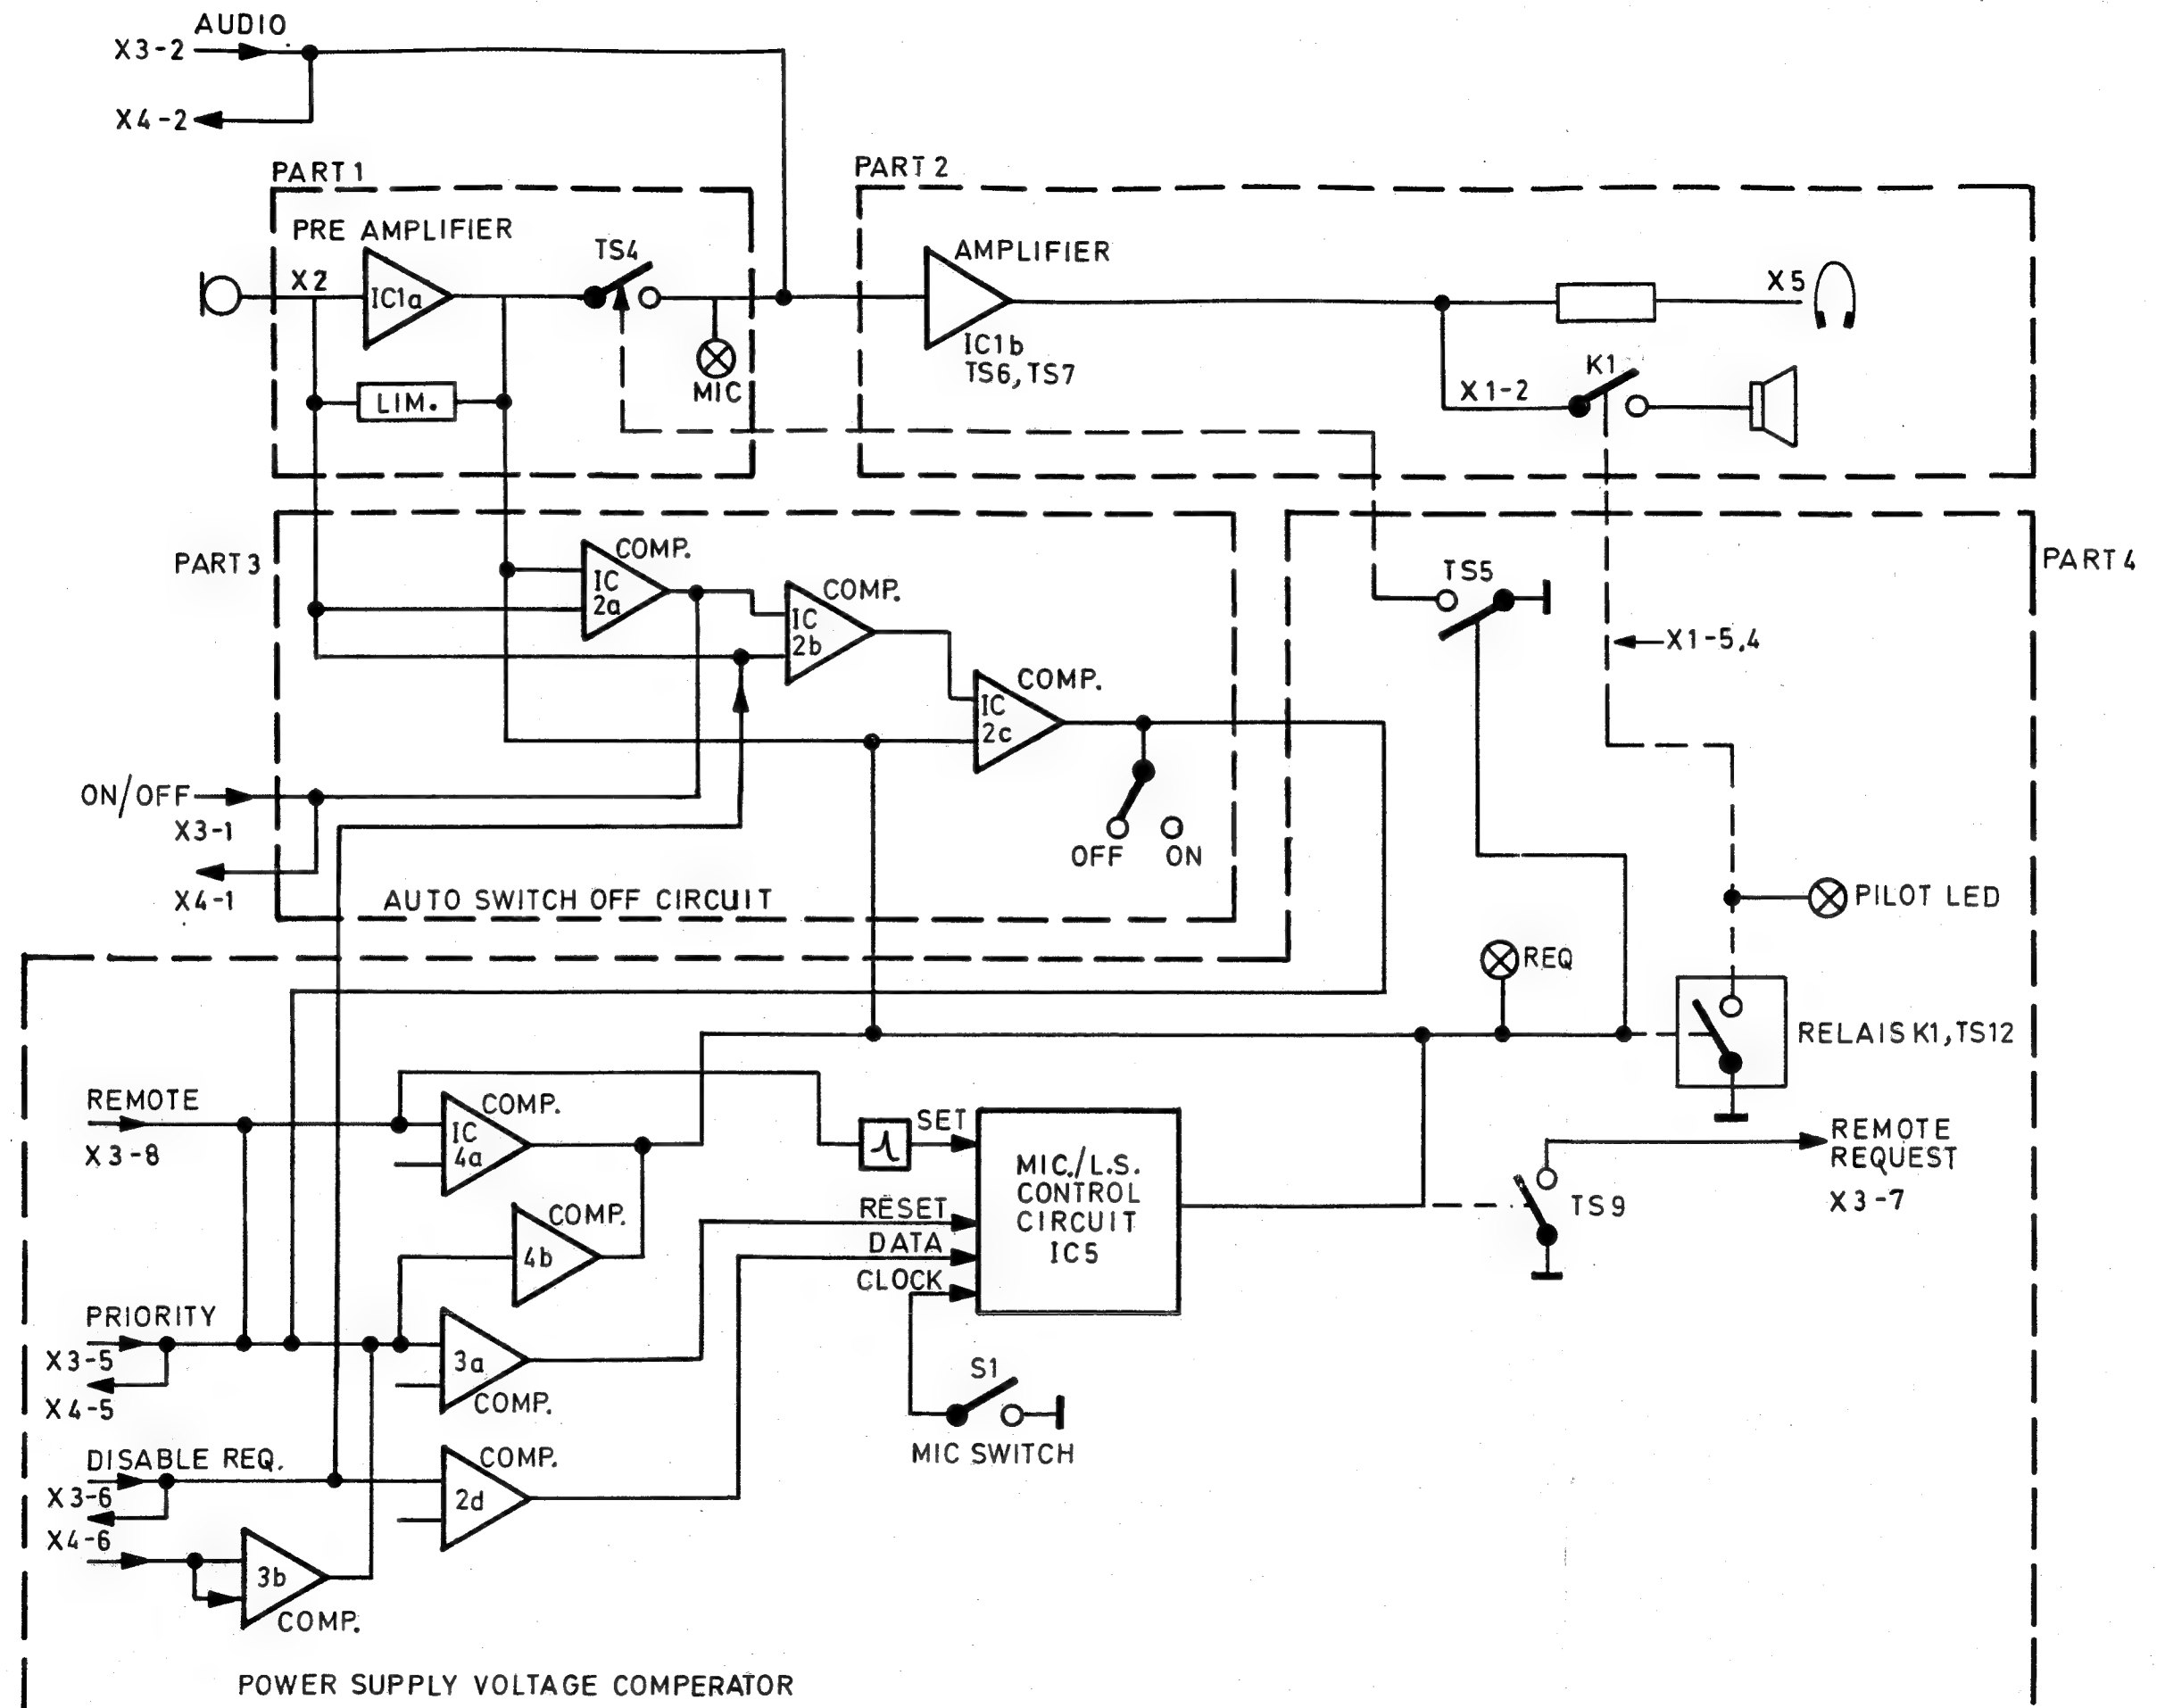 AUDIO
X3-2
X4-2
PART1
PRE AMPLIFIER
X2
IC1a
TS4
MIC
LIM.
PART 2
AMPLIFIER
IC1b
TS6, TS7
X5
K1
X1-2
PART3
COMP.
IC
2a
COMP.
IC
2b
COMP.
IC
2c
ON/OFF
X3-1
X4-1
OFF ON
AUTO SWITCH OFF CIRCUIT
PART 4
TS5
X1-5,4
PILOT LED
REQ
RELAIS K1, TS12
REMOTE
X3-8
COMP.
IC
4a
COMP.
4b
SET
RESET
DATA
CLOCK
MIC./L.S.
CONTROL
CIRCUIT
IC5
REMOTE
REQUEST
X3-7
TS9
PRIORITY
X3-5
X4-5
3a
COMP.
S1
MIC SWITCH
DISABLE REQ.
X3-6
X4-6
COMP.
2d
3b
COMP.
POWER SUPPLY VOLTAGE COMPERATOR